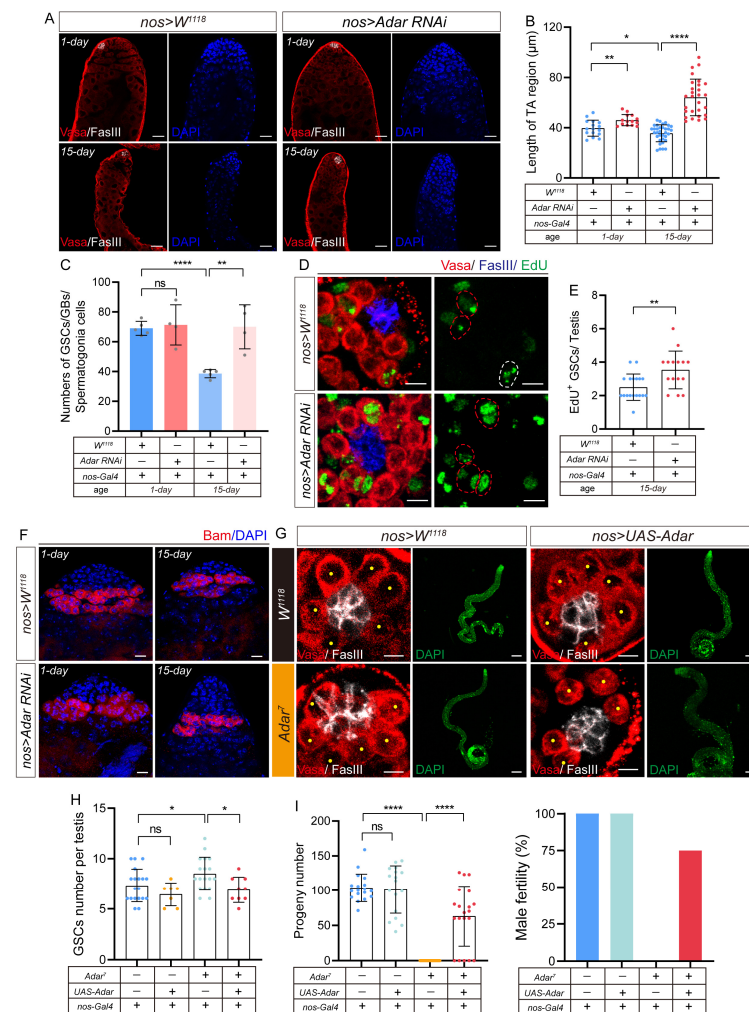 A
nos>W1118
nos>Adar RNAi
1-day
Vasa/FasIII
DAPI
1-day
Vasa/FasIII
DAPI
15-day
Vasa/FasIII
DAPI
15-day
Vasa/FasIII
DAPI
B
Length of TA region (μm)
120
80
40
0
*
**
****
W1118 + − + −
Adar RNAi − + − +
nos-Gal4 + + + +
age 1-day 15-day
C
Numbers of GSCs/GBs/
Spermatogonia cells
100
90
80
70
60
50
40
30
20
10
0
****
**
ns
W1118 + − + −
Adar RNAi − + − +
nos-Gal4 + + + +
age 1-day 15-day
D
Vasa/ FasIII/ EdU
nos>W1118
nos>Adar RNAi
E
EdU+ GSCs/ Testis
8
6
4
2
0
**
W1118 + −
Adar RNAi − +
nos-Gal4 + +
age 15-day
F
Bam/DAPI
nos>W1118
1-day
15-day
nos>Adar RNAi
1-day
15-day
G
nos>W1118
nos>UAS-Adar
W1118
Vasa/ FasIII
DAPI
Vasa/ FasIII
DAPI
Adar7
Vasa/ FasIII
DAPI
Vasa/ FasIII
DAPI
H
GSCs number per testis
15
10
5
0
*
ns
*
Adar7 − − + +
UAS-Adar − + − +
nos-Gal4 + + + +
I
Progeny number
200
150
100
50
0
****
****
ns
Adar7 − − + +
UAS-Adar − + − +
nos-Gal4 + + + +
Male fertility (%)
100
75
50
25
0
Adar7 − − + +
UAS-Adar − + − +
nos-Gal4 + + + +